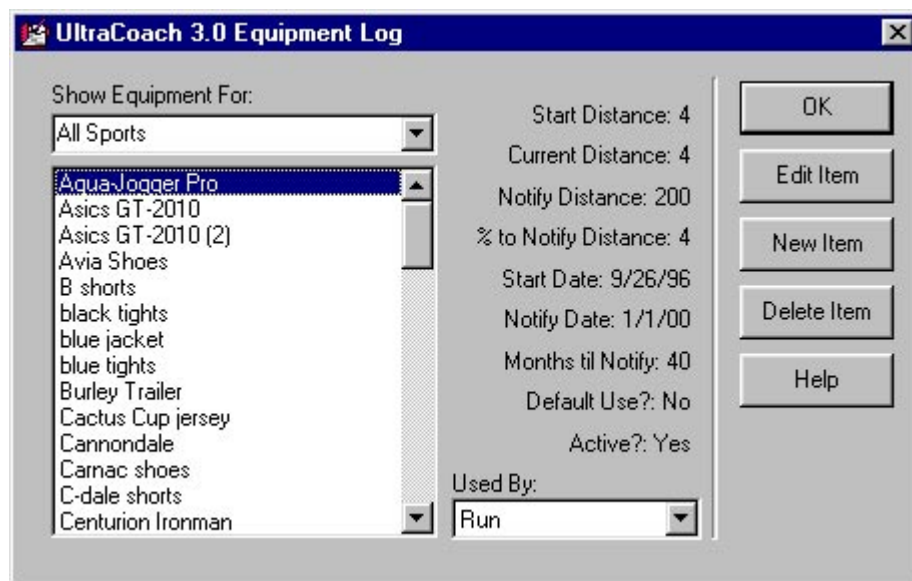 UltraCoach 3.0 Equipment Log
Show Equipment For:
All Sports
Aqua-Jogger Pro
Asics GT-2010
Asics GT-2010 (2)
Avia Shoes
B shorts
black tights
blue jacket
blue tights
Burley Trailer
Cactus Cup jersey
Cannondale
Carnac shoes
C-dale shorts
Centurion Ironman
Start Distance: 4
Current Distance: 4
Notify Distance: 200
% to Notify Distance: 4
Start Date: 9/26/96
Notify Date: 1/1/00
Months til Notify: 40
Default Use?: No
Active?: Yes
Used By:
Run
OK
Edit Item
New Item
Delete Item
Help